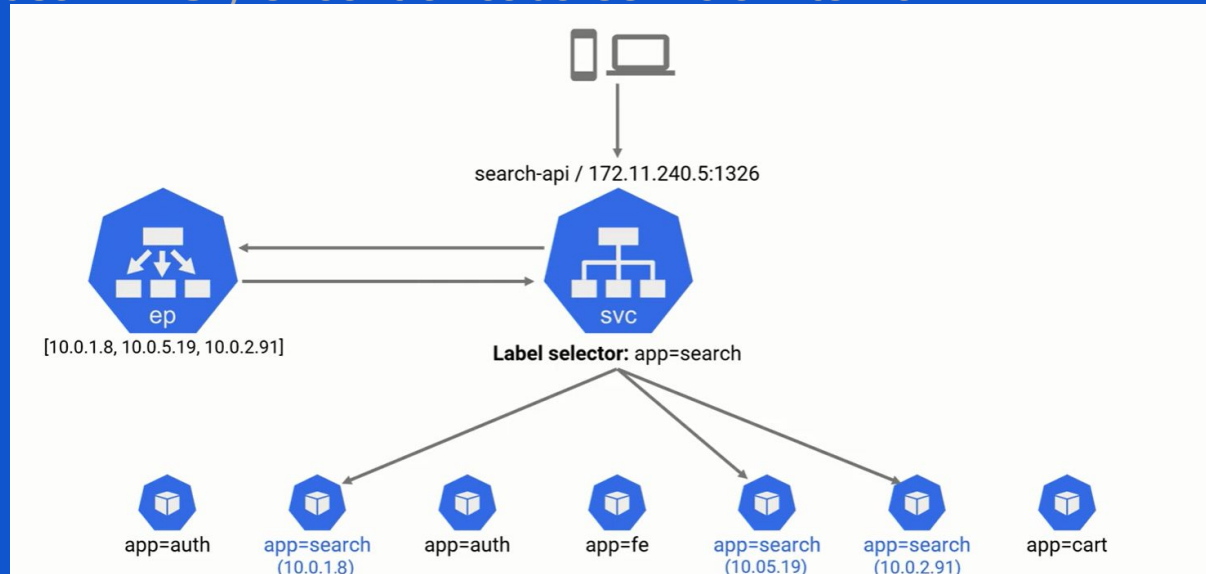 search-api / 172.11.240.5:1326
ep
svc
[10.0.1.8, 10.0.5.19, 10.0.2.91]
Label selector: app=search
app=auth
app=search
app=auth
app=fe
app=search
app=search
app=cart
(10.0.1.8)
(10.05.19)
(10.0.2.91)